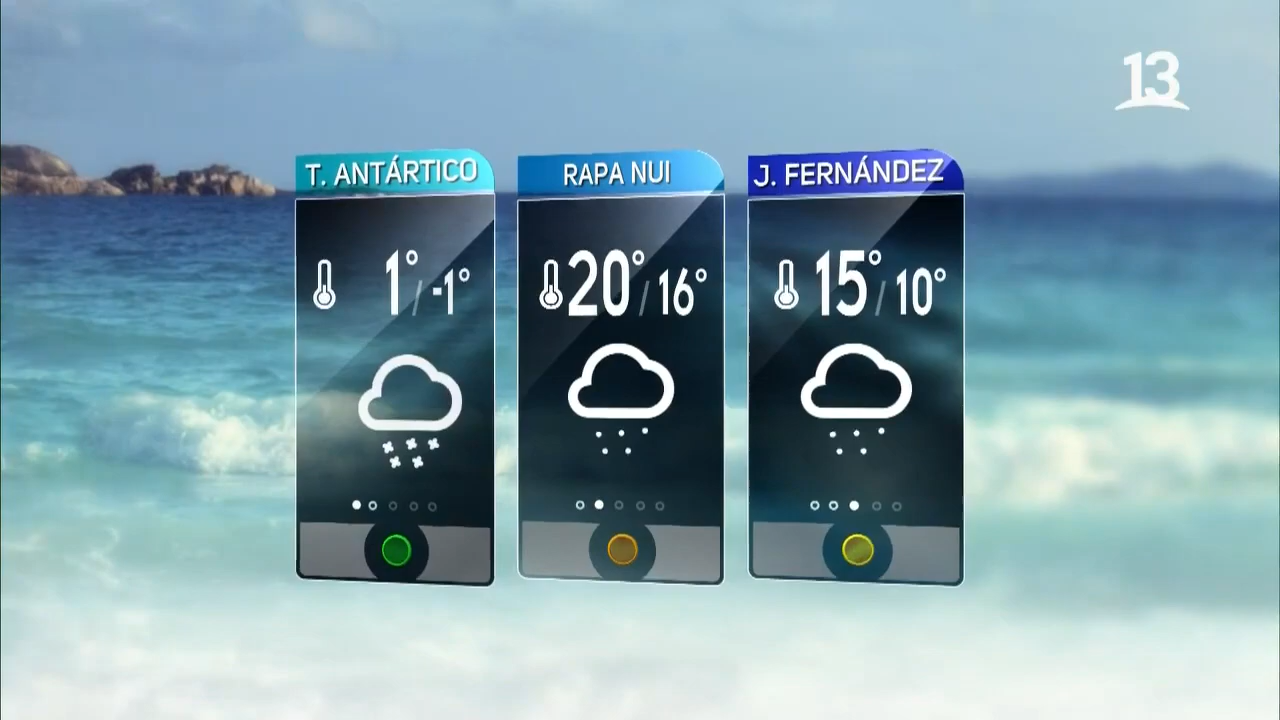 13
T. ANTÁRTICO
1° / -1°
RAPA NUI
20° / 16°
J. FERNÁNDEZ
15° / 10°